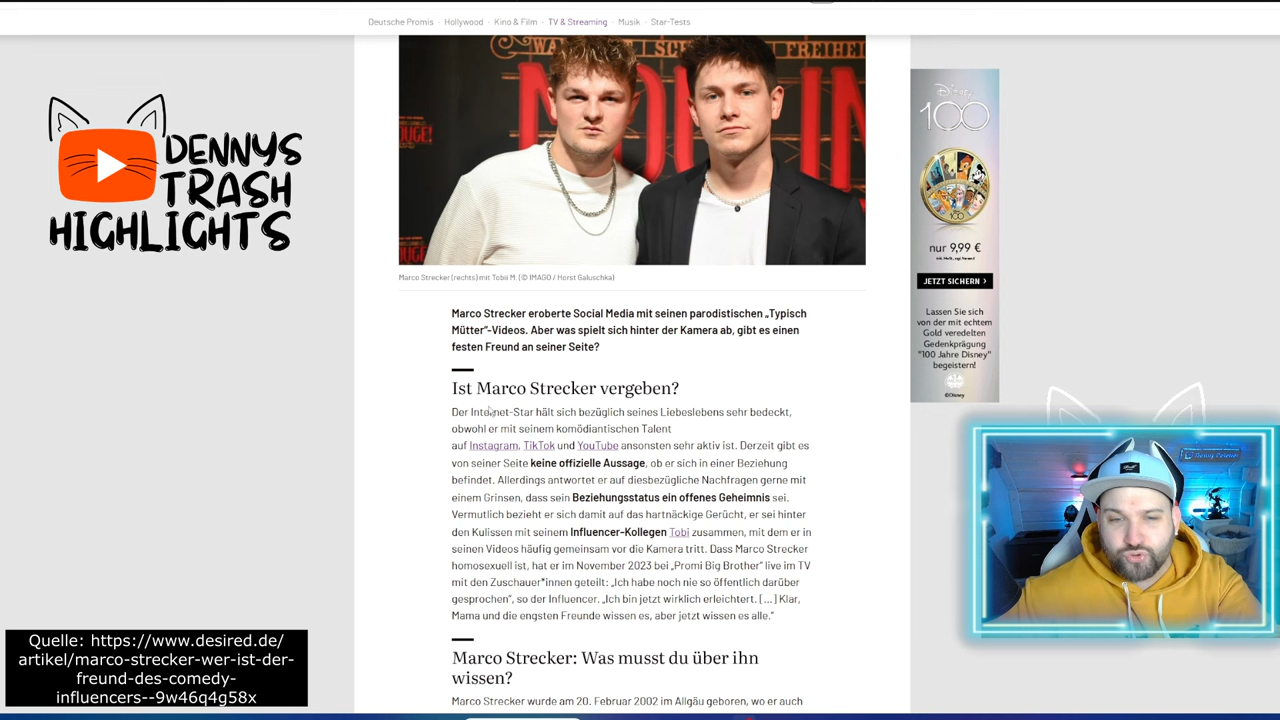 Deutsche Promis · Hollywood · Kino & Film · TV & Streaming · Musik · Star-Tests
DENNYS
TRASH
HIGHLIGHTS
Marco Strecker (rechts) mit Tobii M. (© IMAGO / Horst Galuschka)
Marco Strecker eroberte Social Media mit seinen parodistischen „Typisch
Mütter“-Videos. Aber was spielt sich hinter der Kamera ab, gibt es einen
festen Freund an seiner Seite?
Ist Marco Strecker vergeben?
Der Internet-Star hält sich bezüglich seines Liebeslebens sehr bedeckt,
obwohl er mit seinem komödiantischen Talent
auf Instagram, TikTok und YouTube ansonsten sehr aktiv ist. Derzeit gibt es
von seiner Seite keine offizielle Aussage, ob er sich in einer Beziehung
befindet. Allerdings antwortet er auf diesbezügliche Nachfragen gerne mit
einem Grinsen, dass sein Beziehungsstatus ein offenes Geheimnis sei.
Vermutlich bezieht er sich damit auf das hartnäckige Gerücht, er sei hinter
den Kulissen mit seinem Influencer-Kollegen Tobi zusammen, mit dem er in
seinen Videos häufig gemeinsam vor die Kamera tritt. Dass Marco Strecker
homosexuell ist, hat er im November 2023 bei „Promi Big Brother“ live im TV
mit den Zuschauer*innen geteilt: „Ich habe noch nie so öffentlich darüber
gesprochen“, so der Influencer. „Ich bin jetzt wirklich erleichtert. [...] Klar,
Mama und die engsten Freunde wissen es, aber jetzt wissen es alle.“
Marco Strecker: Was musst du über ihn
wissen?
Marco Strecker wurde am 20. Februar 2002 im Allgäu geboren, wo er auch
Disney
100
100
nur 9,99 €
JETZT SICHERN >
Lassen Sie sich
von der mit echtem
Gold veredelten
Gedenkprägung
"100 Jahre Disney"
begeistern!
©Disney
Quelle: https://www.desired.de/
artikel/marco-strecker-wer-ist-der-
freund-des-comedy-
influencers--9w46q4g58x